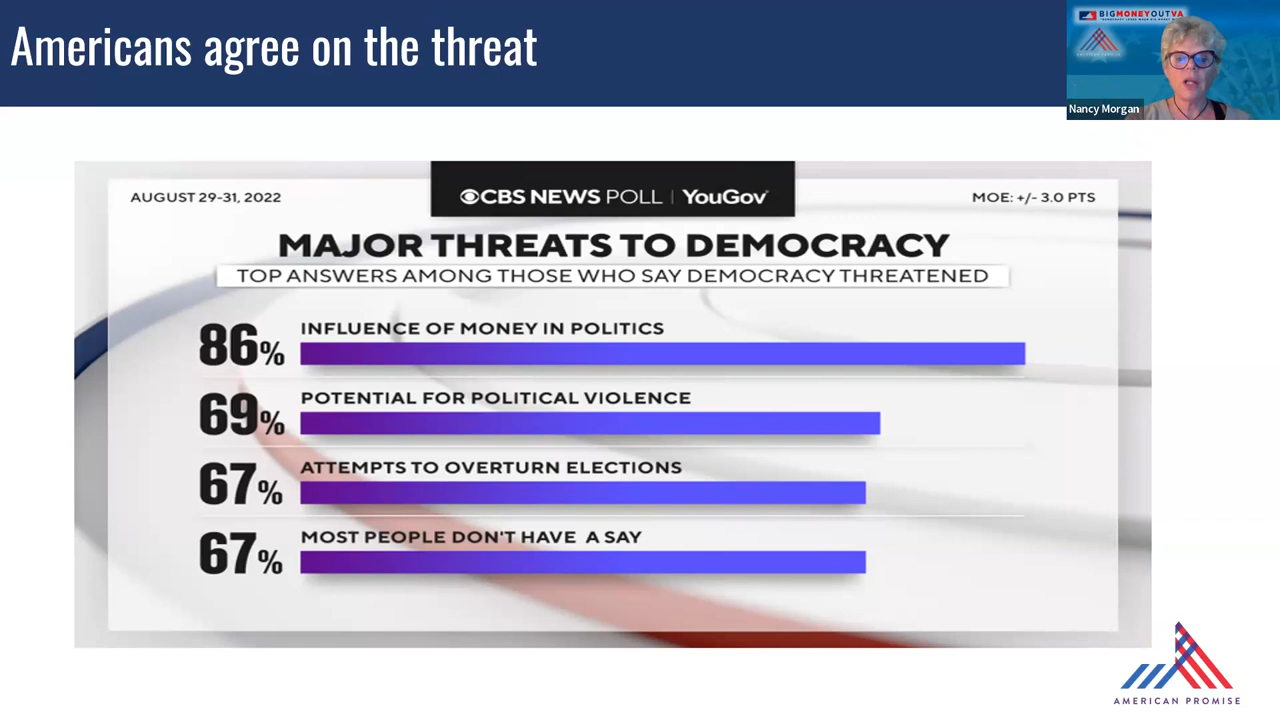 Americans agree on the threat
BIGMONEYOUTVA
Nancy Morgan
AUGUST 29-31, 2022
CBS NEWS POLL | YouGov
MOE: +/- 3.0 PTS
MAJOR THREATS TO DEMOCRACY
TOP ANSWERS AMONG THOSE WHO SAY DEMOCRACY THREATENED
86% INFLUENCE OF MONEY IN POLITICS
69% POTENTIAL FOR POLITICAL VIOLENCE
67% ATTEMPTS TO OVERTURN ELECTIONS
67% MOST PEOPLE DON'T HAVE A SAY
AMERICAN PROMISE